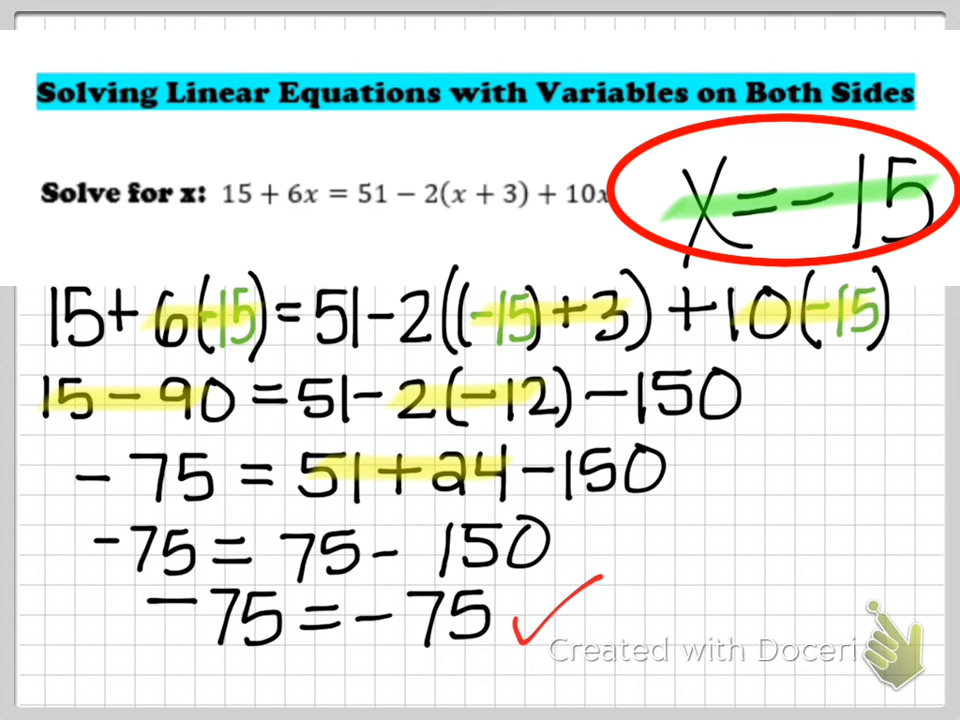 Solving Linear Equations with Variables on Both Sides
Solve for x: 15 + 6x = 51 − 2(x + 3) + 10x
x = −15
15 + 6(-15) = 51 − 2((-15) + 3) + 10(-15)
15 − 90 = 51 − 2(−12) − 150
− 75 = 51 + 24 − 150
-75 = 75 − 150
− 75 = − 75 ✓
Created with Doceri